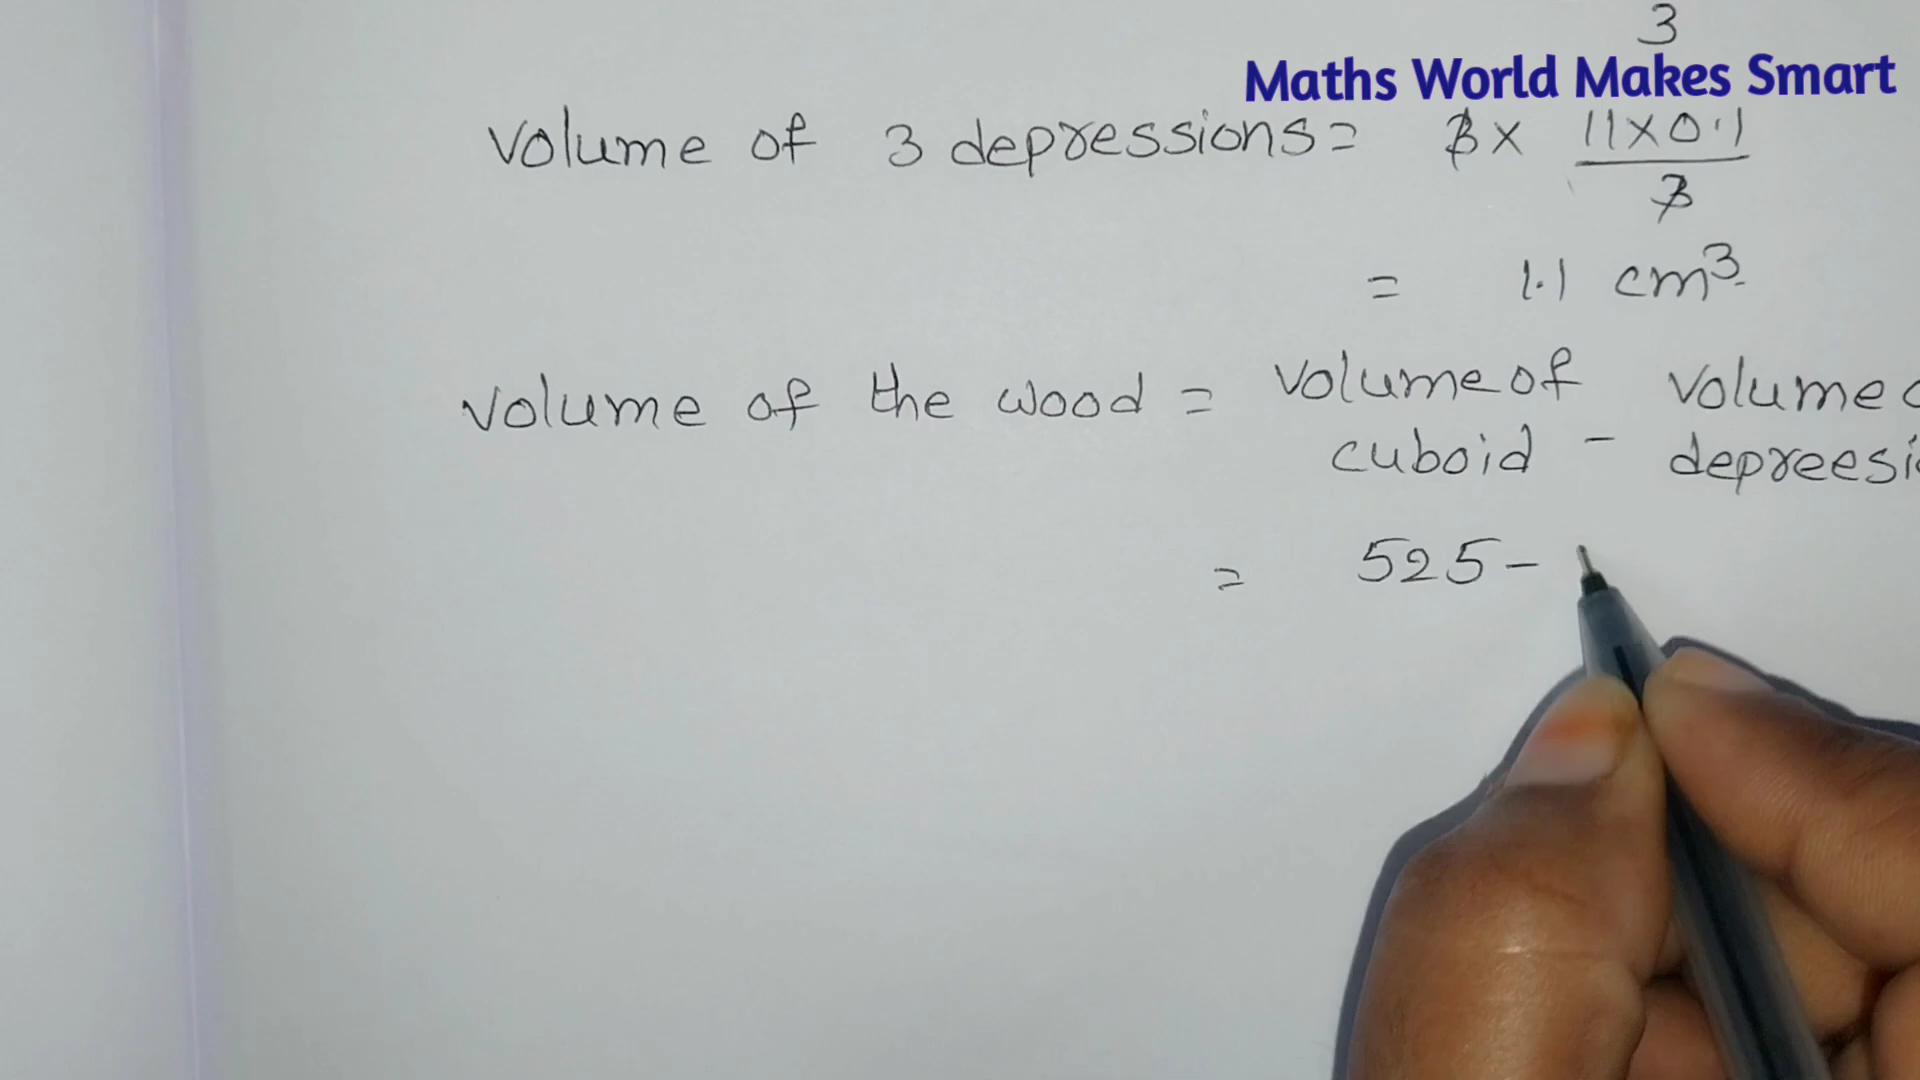 3
Maths World Makes Smart
volume of 3 depressions = 3 × 11×0.1
3
= 1.1 cm³.
volume of the wood = volume of volume
cuboid - depreesi
= 525 -